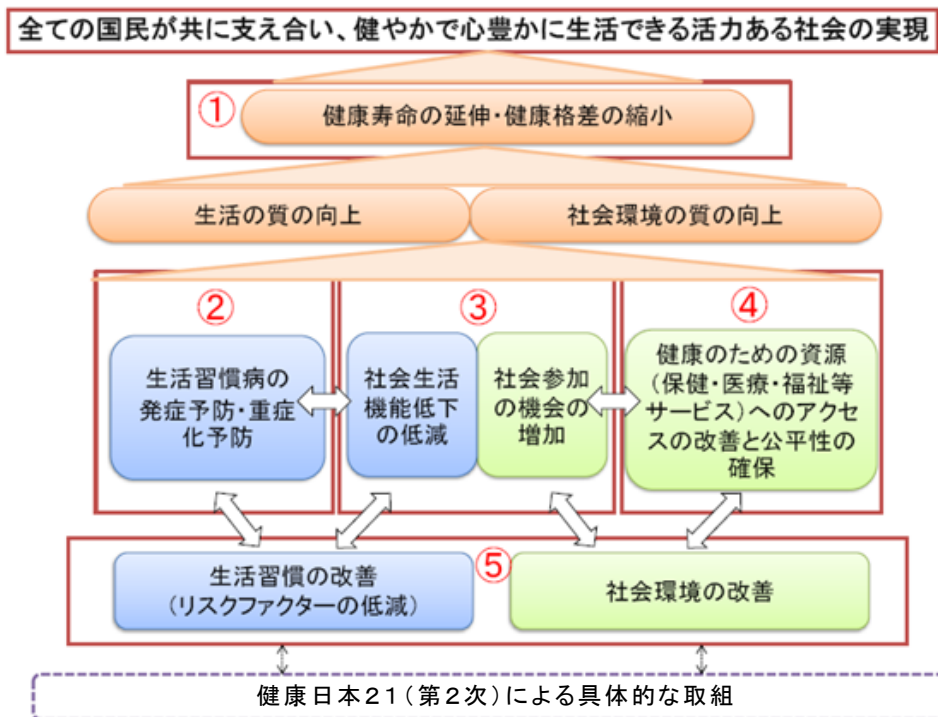 全ての国民が共に支え合い、健やかで心豊かに生活できる活力ある社会の実現
①
健康寿命の延伸・健康格差の縮小
生活の質の向上
社会環境の質の向上
②
生活習慣病の
発症予防・重症
化予防
③
社会生活
機能低下
の低減
社会参加
の機会の
増加
④
健康のための資源
(保健・医療・福祉等
サービス)へのアクセ
スの改善と公平性の
確保
⑤
生活習慣の改善
(リスクファクターの低減)
社会環境の改善
健康日本21(第2次)による具体的な取組